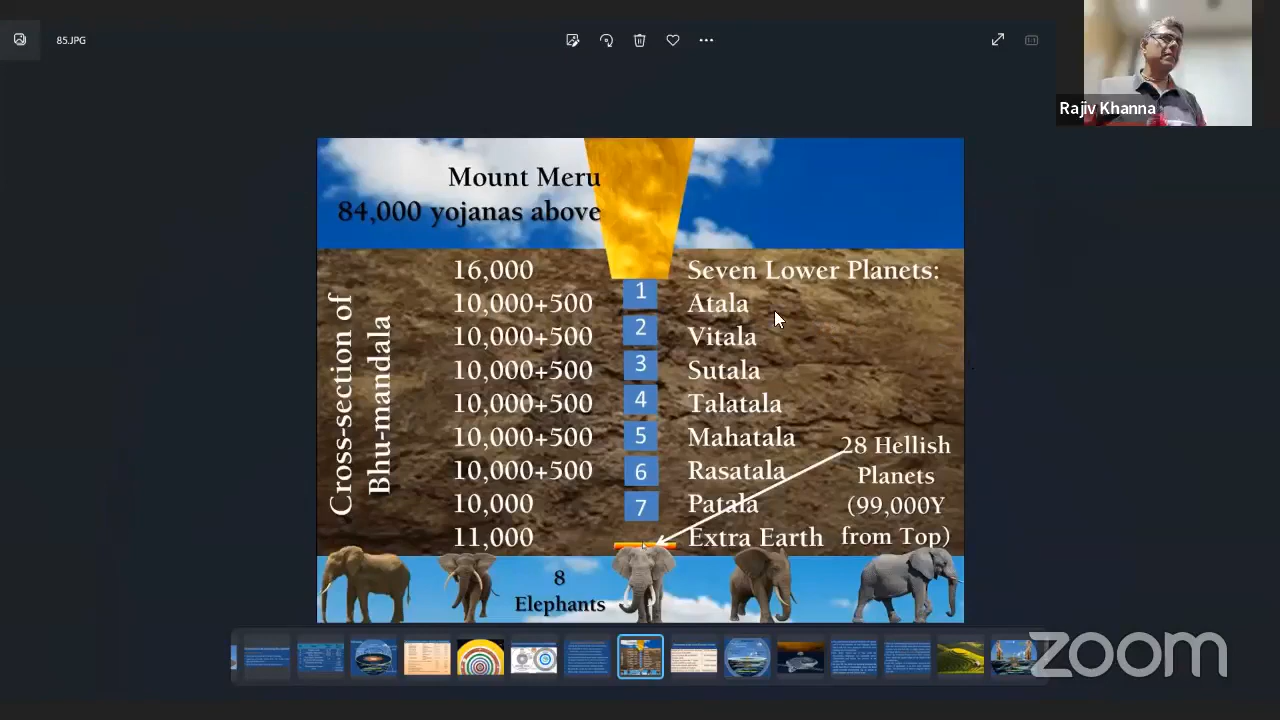 85.JPG
Rajiv Khanna
Mount Meru
84,000 yojanas above
Cross-section of
Bhu-mandala
16,000
10,000+500
10,000+500
10,000+500
10,000+500
10,000+500
10,000+500
10,000
11,000
1
2
3
4
5
6
7
Seven Lower Planets:
Atala
Vitala
Sutala
Talatala
Mahatala
Rasatala
Patala
Extra Earth
28 Hellish
Planets
(99,000Y
from Top)
8
Elephants
zoom